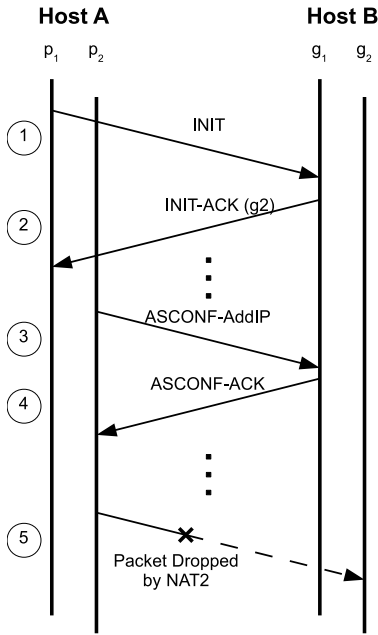 Host A Host B
p1 p2 g1 g2
1 INIT
2 INIT-ACK (g2)
3 ASCONF-AddIP
4 ASCONF-ACK
5
Packet Dropped
by NAT2